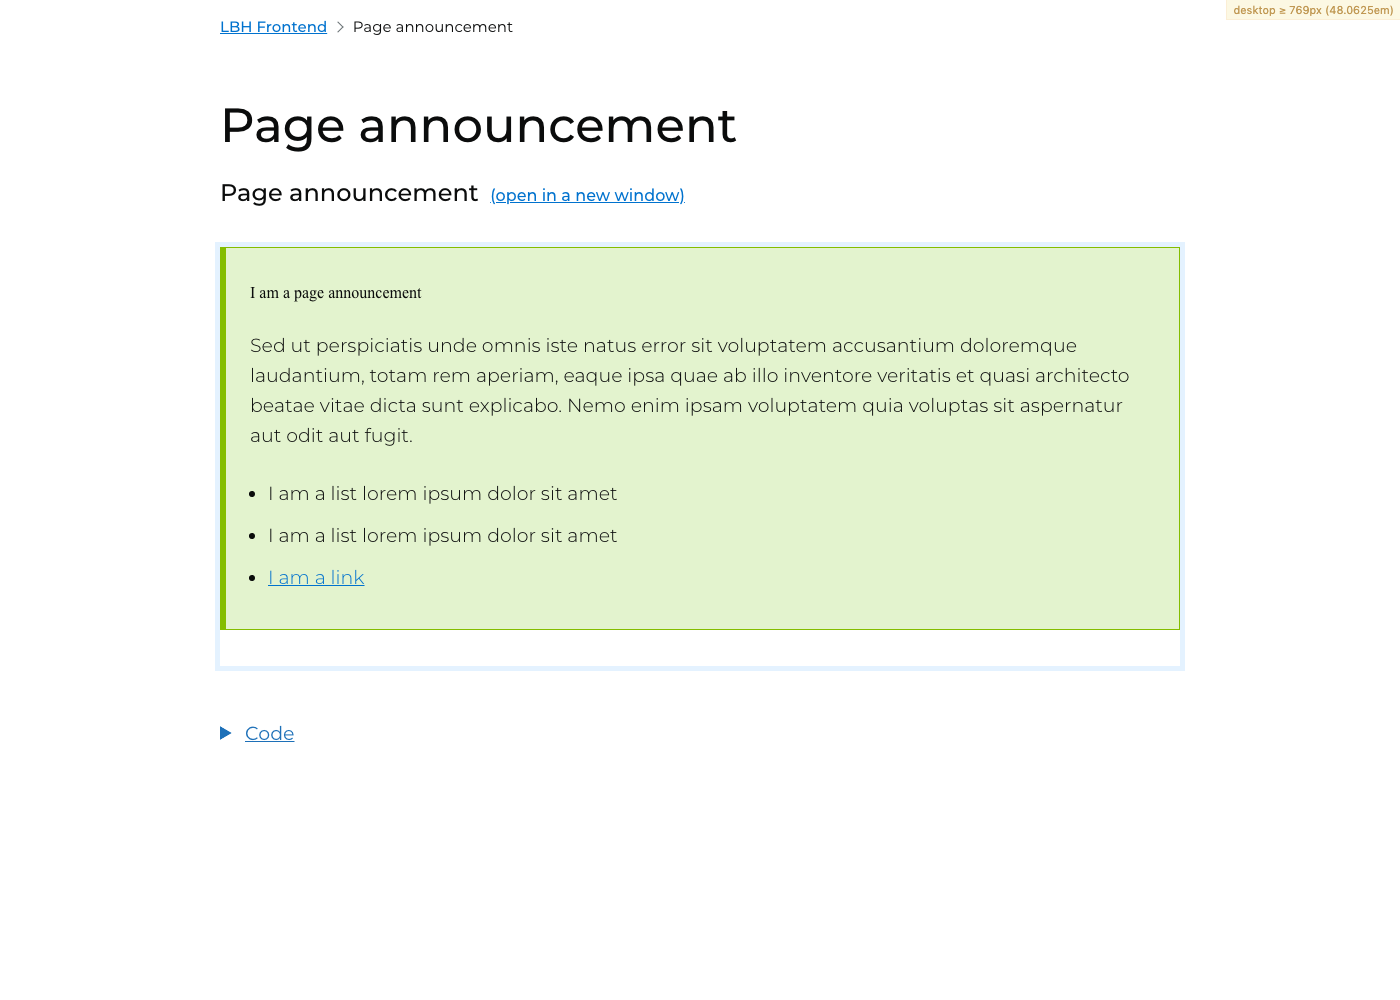 desktop ≥ 769px (48.0625em)
LBH Frontend > Page announcement
Page announcement
Page announcement (open in a new window)
I am a page announcement
Sed ut perspiciatis unde omnis iste natus error sit voluptatem accusantium doloremque
laudantium, totam rem aperiam, eaque ipsa quae ab illo inventore veritatis et quasi architecto
beatae vitae dicta sunt explicabo. Nemo enim ipsam voluptatem quia voluptas sit aspernatur
aut odit aut fugit.
• I am a list lorem ipsum dolor sit amet
• I am a list lorem ipsum dolor sit amet
• I am a link
Code